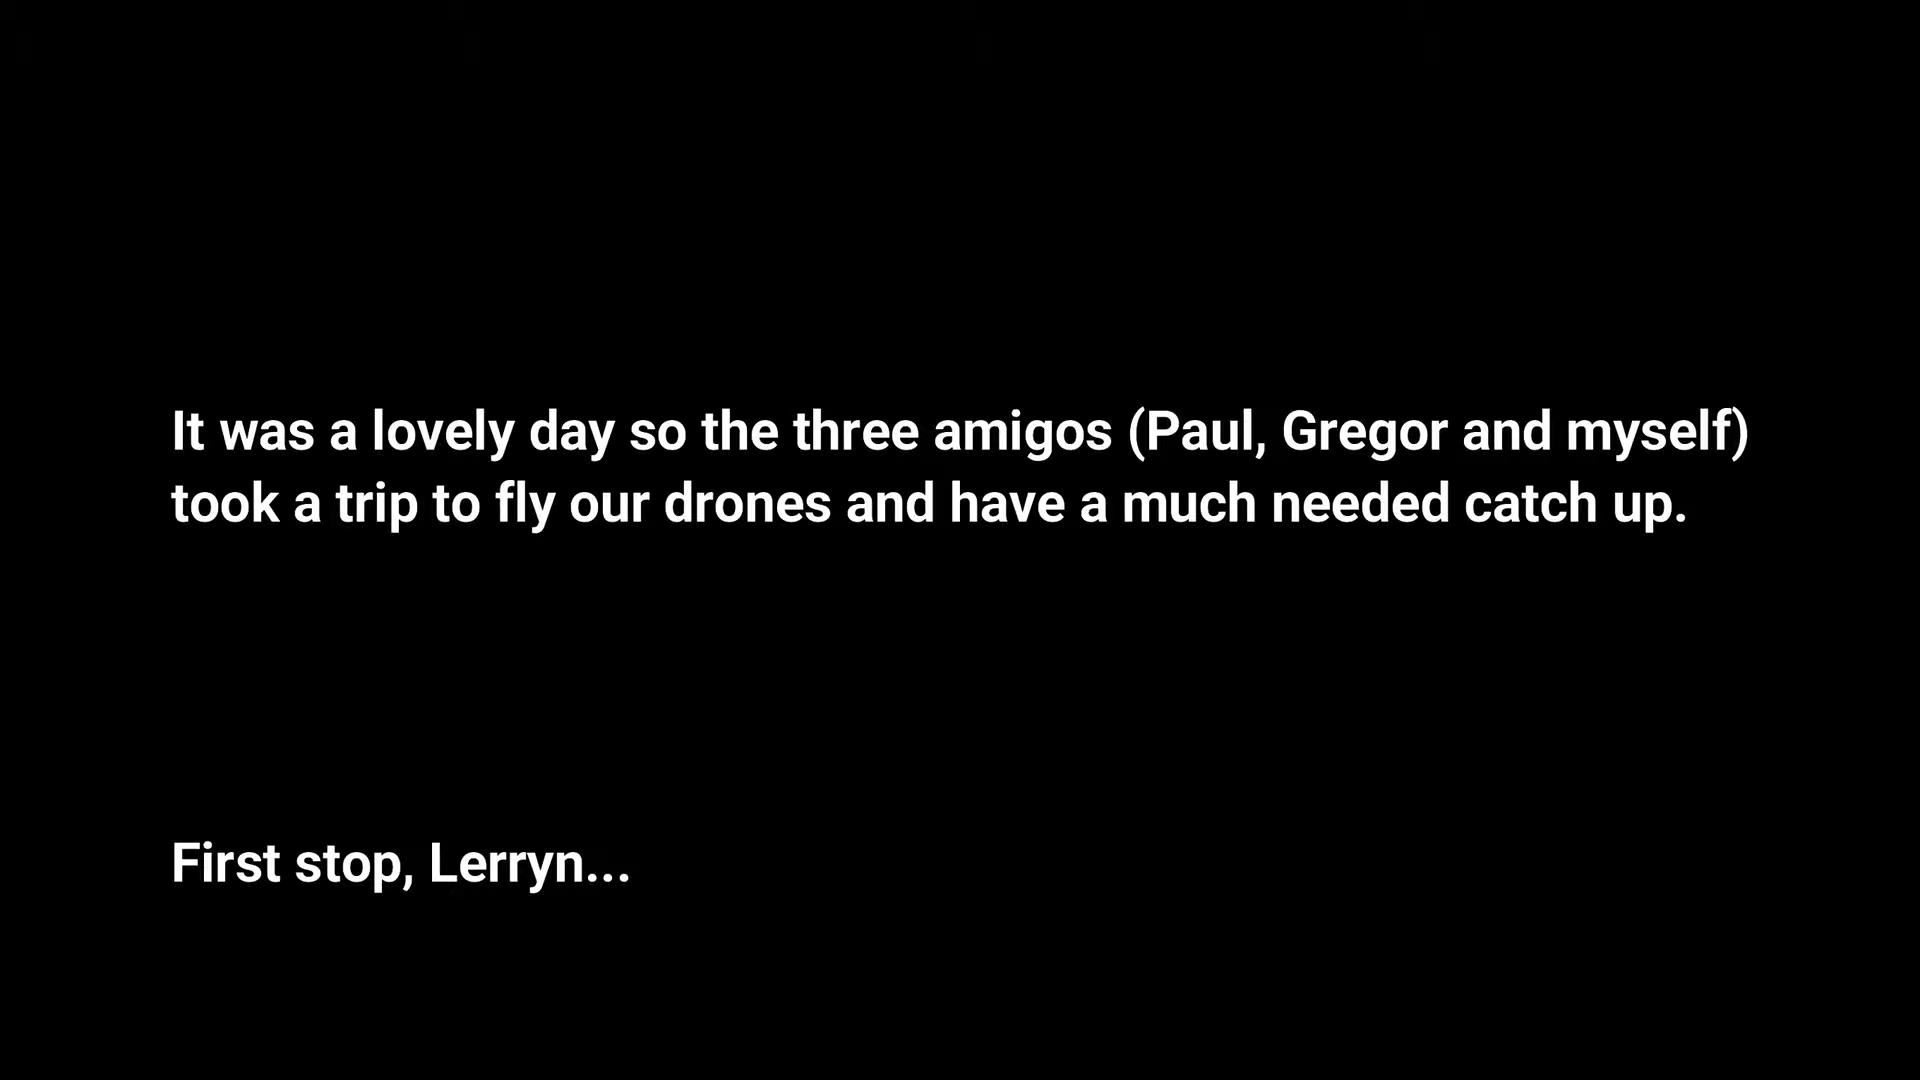 It was a lovely day so the three amigos (Paul, Gregor and myself)
took a trip to fly our drones and have a much needed catch up.
First stop, Lerryn...